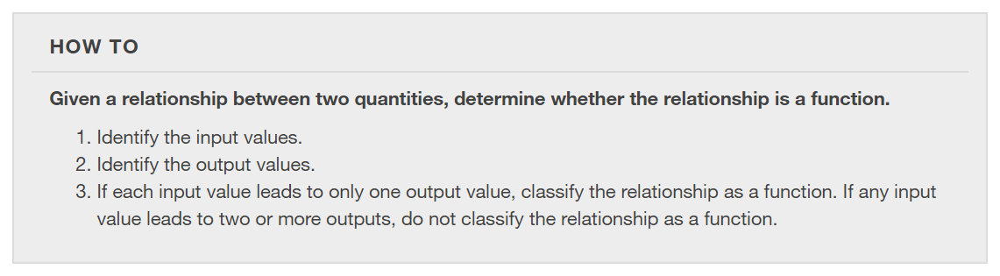 HOW TO
Given a relationship between two quantities, determine whether the relationship is a function.
1. Identify the input values.
2. Identify the output values.
3. If each input value leads to only one output value, classify the relationship as a function. If any input
value leads to two or more outputs, do not classify the relationship as a function.